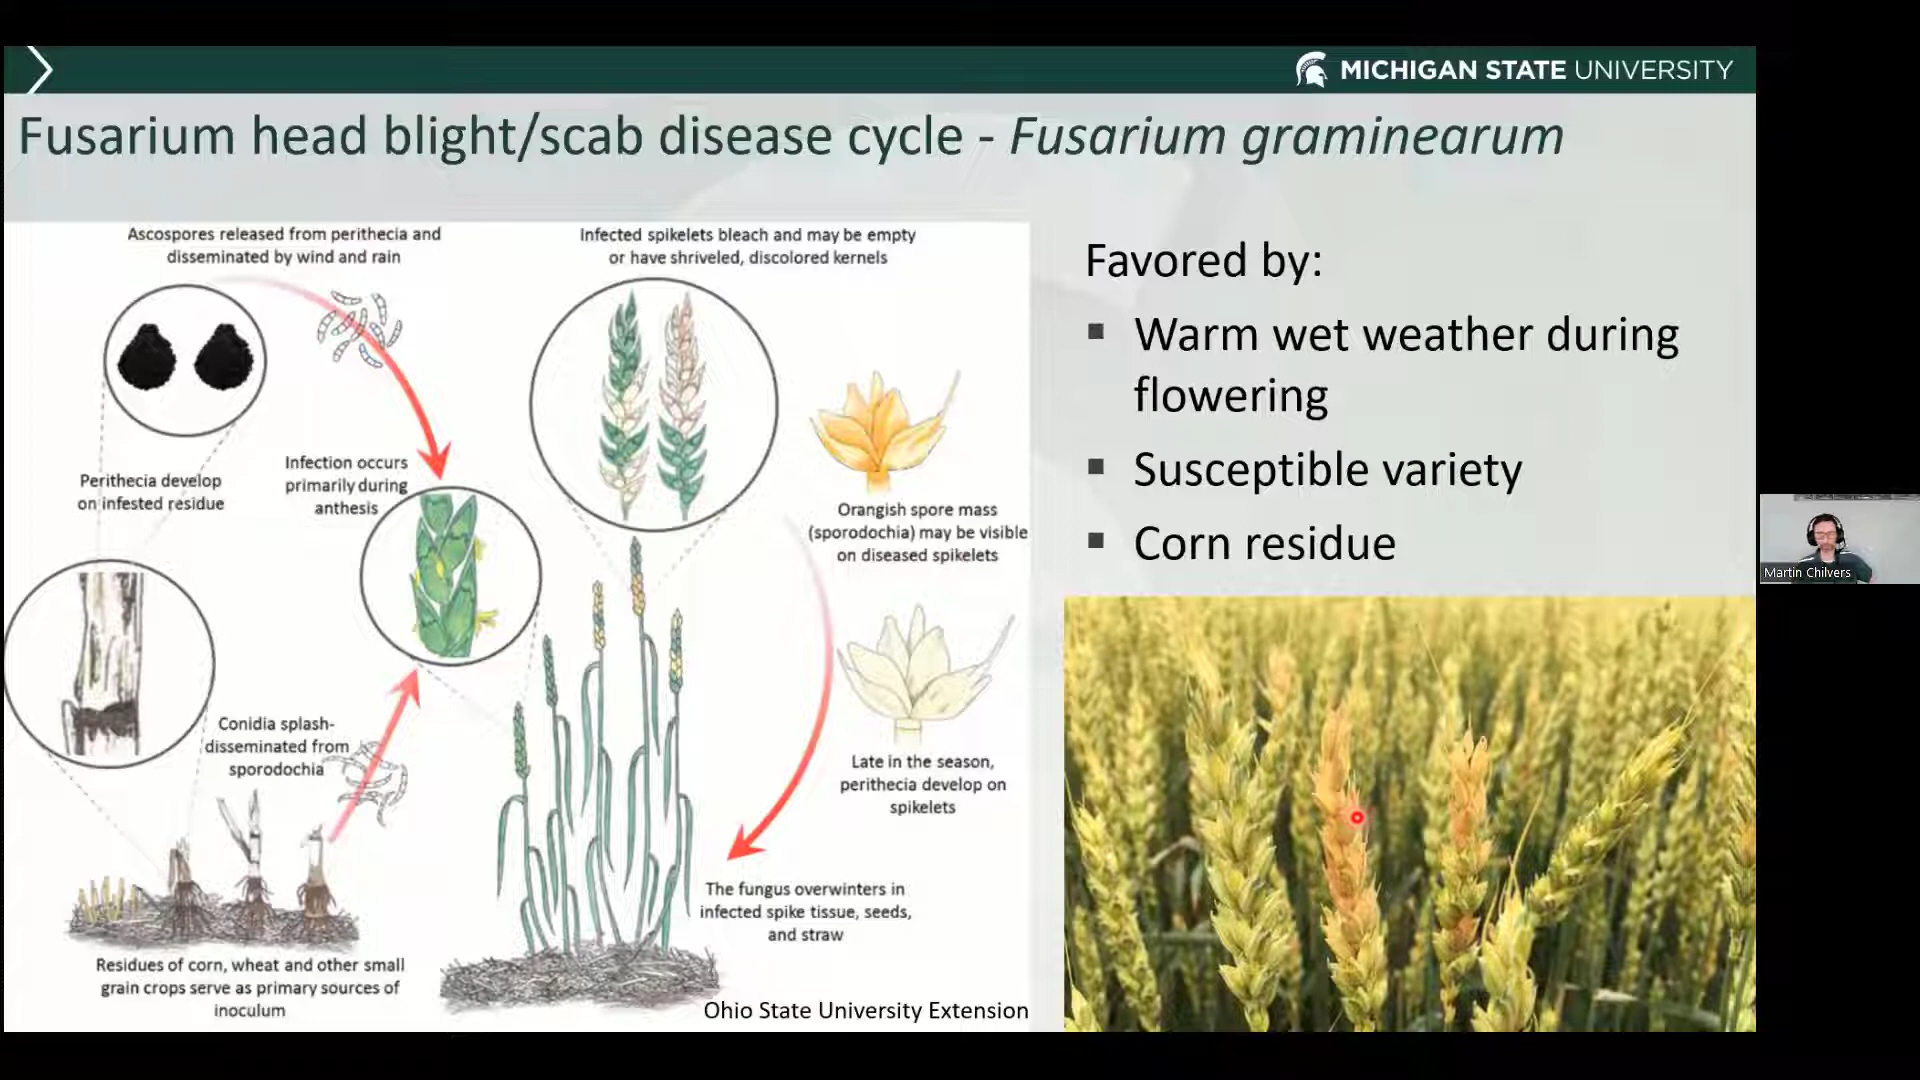 MICHIGAN STATE UNIVERSITY
Fusarium head blight/scab disease cycle - Fusarium graminearum
Ascospores released from perithecia and
disseminated by wind and rain
Infected spikelets bleach and may be empty
or have shriveled, discolored kernels
Perithecia develop
on infested residue
Infection occurs
primarily during
anthesis
Orangish spore mass
(sporodochia) may be visible
on diseased spikelets
Conidia splash-
disseminated from
sporodochia
Late in the season,
perithecia develop on
spikelets
The fungus overwinters in
infected spike tissue, seeds,
and straw
Residues of corn, wheat and other small
grain crops serve as primary sources of
inoculum
Ohio State University Extension
Favored by:
▪ Warm wet weather during
flowering
▪ Susceptible variety
▪ Corn residue
Martin Chilvers